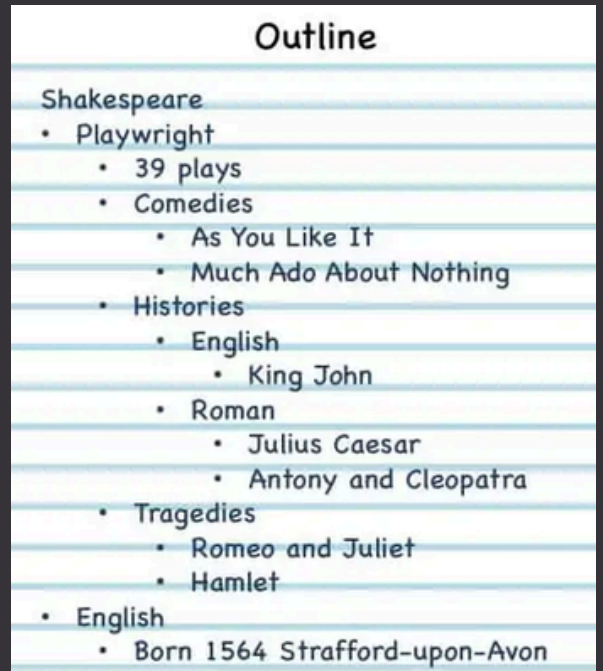 Outline
Shakespeare
• Playwright
• 39 plays
• Comedies
• As You Like It
• Much Ado About Nothing
• Histories
• English
• King John
• Roman
• Julius Caesar
• Antony and Cleopatra
• Tragedies
• Romeo and Juliet
• Hamlet
• English
• Born 1564 Strafford-upon-Avon